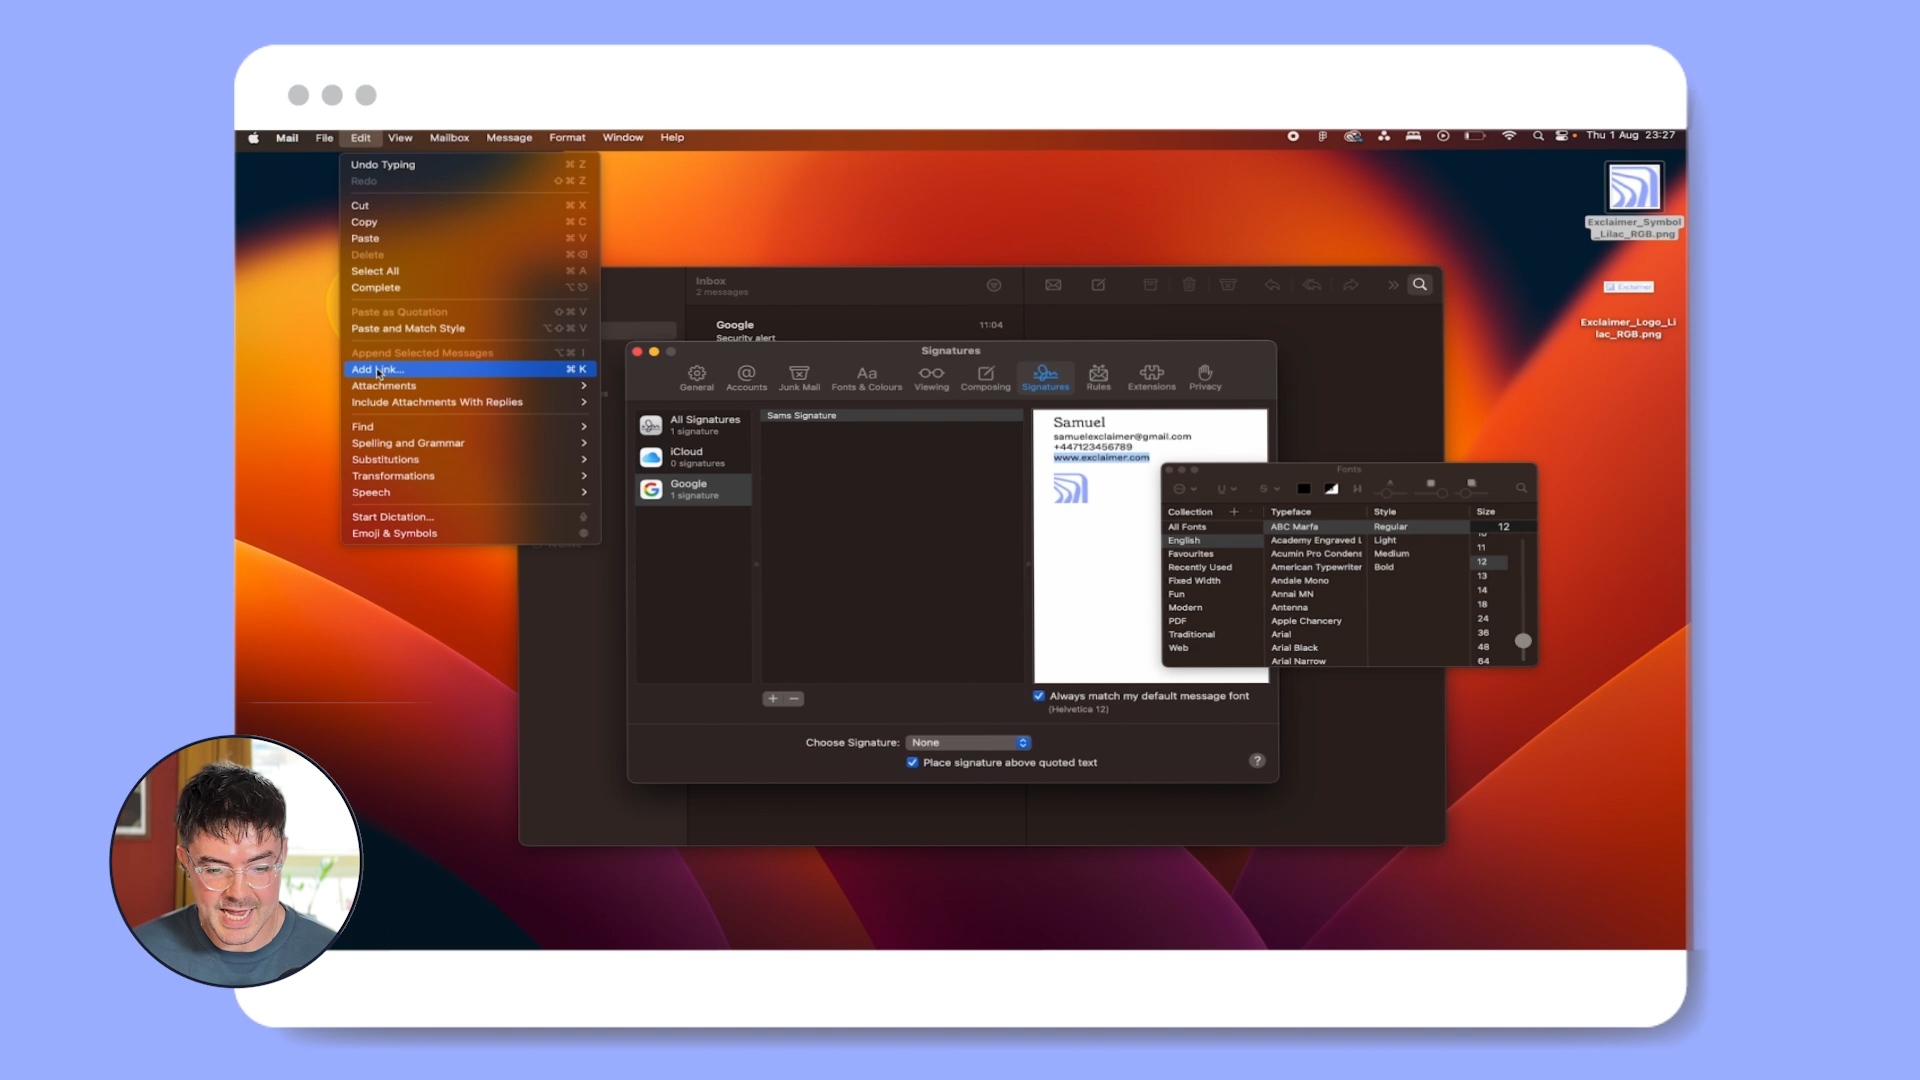 Mail File Edit View Mailbox Message Format Window Help
Thu 1 Aug 23:27
Undo Typing ⌘ Z
Redo ⇧ ⌘ Z
Cut ⌘ X
Copy ⌘ C
Paste ⌘ V
Delete ⌘ ⌫
Select All ⌘ A
Complete
Paste as Quotation ⇧ ⌘ V
Paste and Match Style ⌥ ⇧ ⌘ V
Append Selected Messages ⌥ ⌘ I
Add Link... ⌘ K
Attachments
Include Attachments With Replies
Find
Spelling and Grammar
Substitutions
Transformations
Speech
Start Dictation...
Emoji & Symbols
Exclaimer_Symbol
_Lilac_RGB.png
Exclaimer
Exclaimer_Logo_Li
lac_RGB.png
Inbox
2 messages
Google 11:04
Security alert
Signatures
General Accounts Junk Mail Fonts & Colours Viewing Composing Signatures Rules Extensions Privacy
All Signatures
1 signature
iCloud
0 signatures
Google
1 signature
Sams Signature
Samuel
samuelexclaimer@gmail.com
+447123456789
www.exclaimer.com
Always match my default message font
(Helvetica 12)
Choose Signature: None
Place signature above quoted text
?
Fonts
Collection Typeface Style Size
All Fonts ABC Marfa Regular 12
English Academy Engraved L Light
Favourites Acumin Pro Condens Medium 11
Recently Used American Typewriter Bold 12
Fixed Width Andale Mono 13
Fun Annai MN 14
Modern Antenna 18
PDF Apple Chancery 24
Traditional Arial 36
Web Arial Black 48
Arial Narrow 64